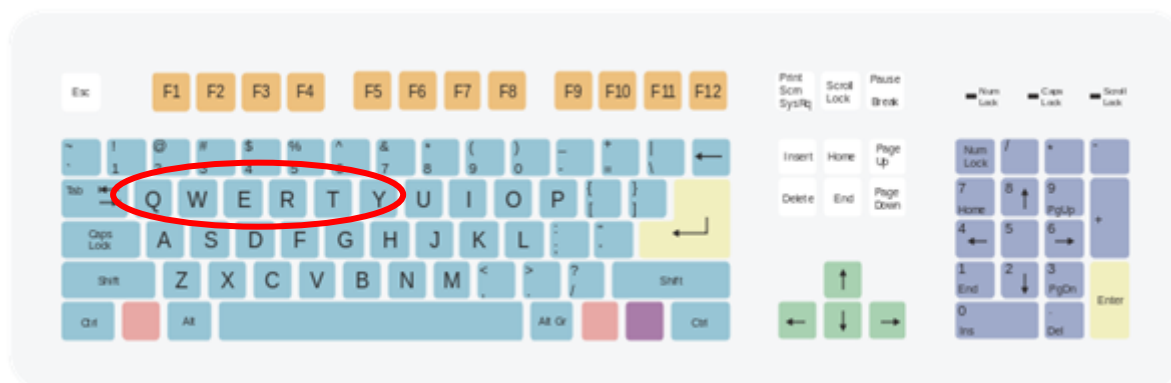 Esc F1 F2 F3 F4 F5 F6 F7 F8 F9 F10 F11 F12
Print Scrn SysRq
Scroll Lock
Pause Break
Num Lock
Caps Lock
Scroll Lock
~ ! @ # $ % ^ & * ( ) _ + |
` 1 4 5 7 8 9 0 - = \ ←
Insert Home Page Up
Num Lock / * -
Tab Q W E R T Y U I O P { [ } ]
Delete End Page Down
7 Home 8 ↑ 9 PgUp +
Caps Lock A S D F G H J K L : ;
4 ← 5 6 →
Shift Z X C V B N M < , > . ? / Shift
↑
1 End 2 ↓ 3 PgDn Enter
Ctrl Alt Alt Gr Ctrl
← ↓ →
0 Ins . Del